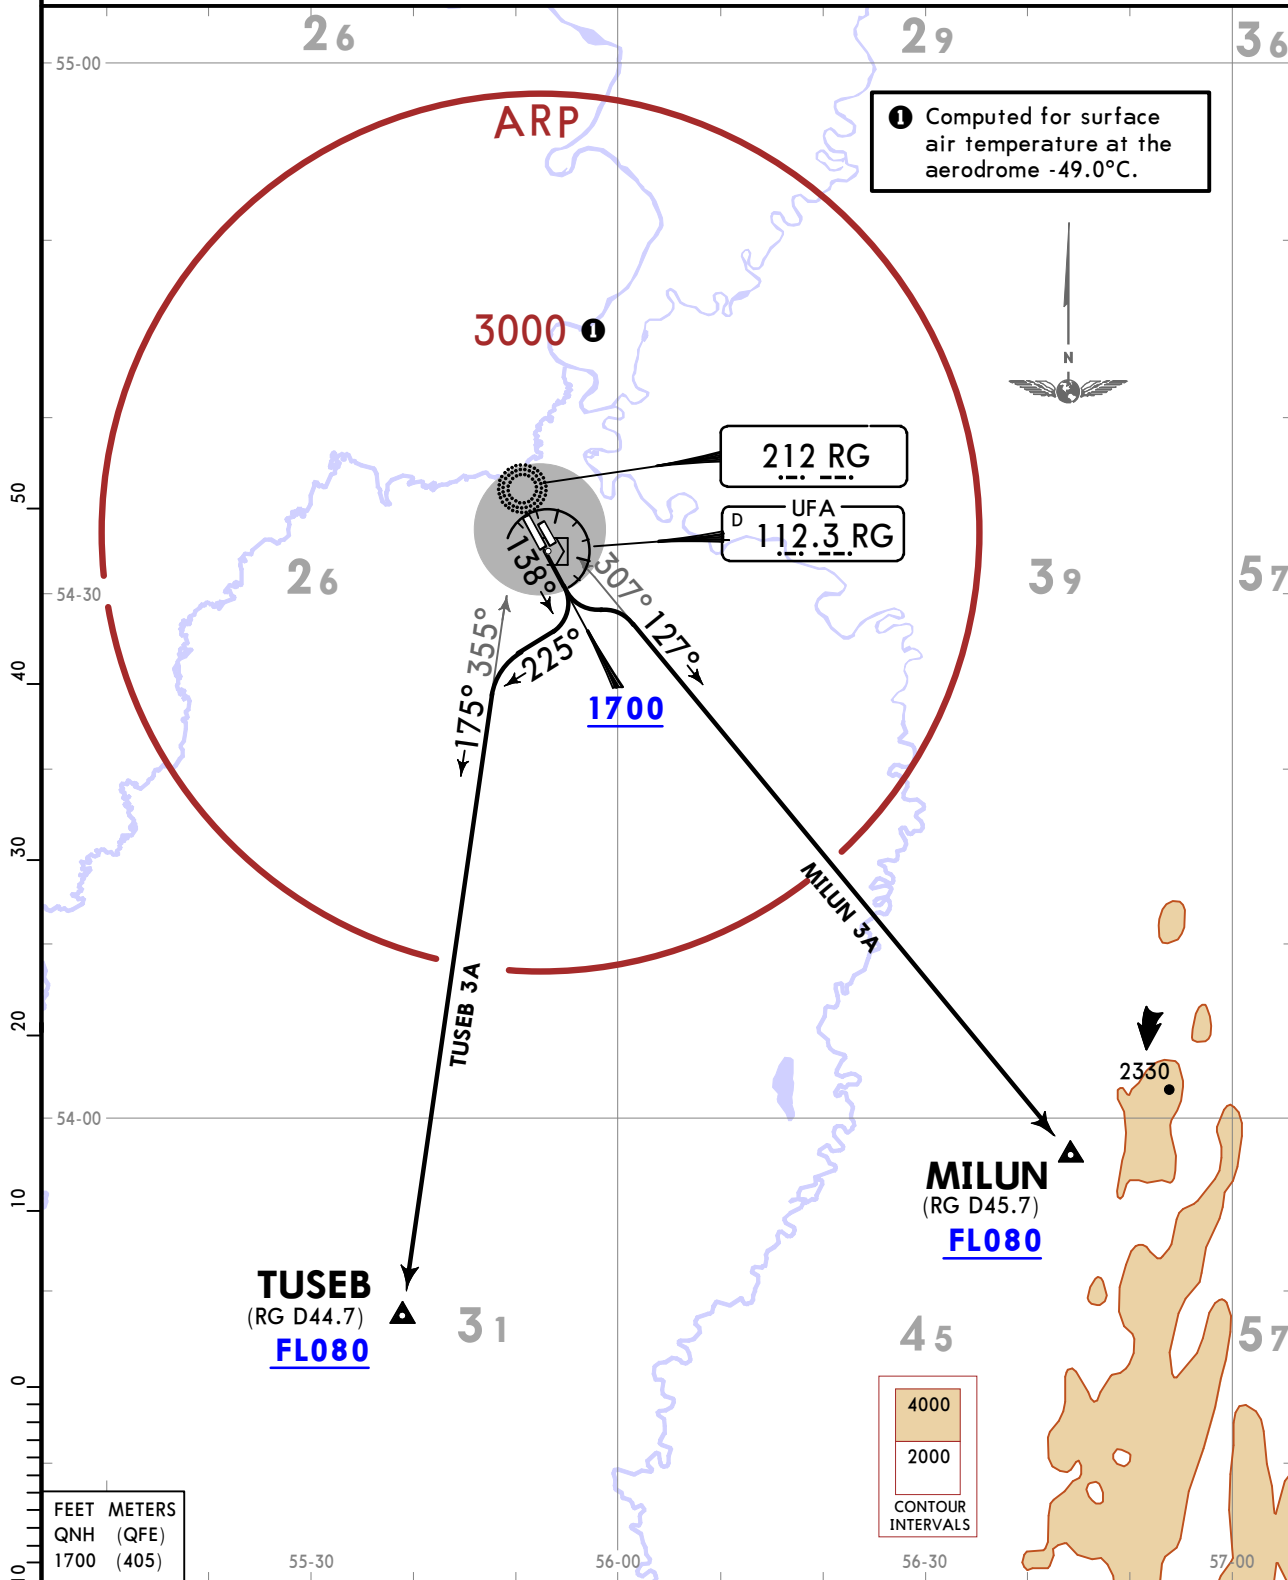 26
29
36
55-00
ARP
❶ Computed for surface
air temperature at the
aerodrome -49.0°C.
3000 ❶
N
212 RG
UFA
D 112.3 RG
50
26
39
57
54-30
138°
307° 127°
355°
225°
175°
40
1700
30
MILUN 3A
TUSEB 3A
20
2330
54-00
MILUN
(RG D45.7)
FL080
10
TUSEB
(RG D44.7)
FL080
31
45
57
0
4000
2000
CONTOUR
INTERVALS
FEET METERS
QNH (QFE)
1700 (405)
55-30
56-00
56-30
57-00
10